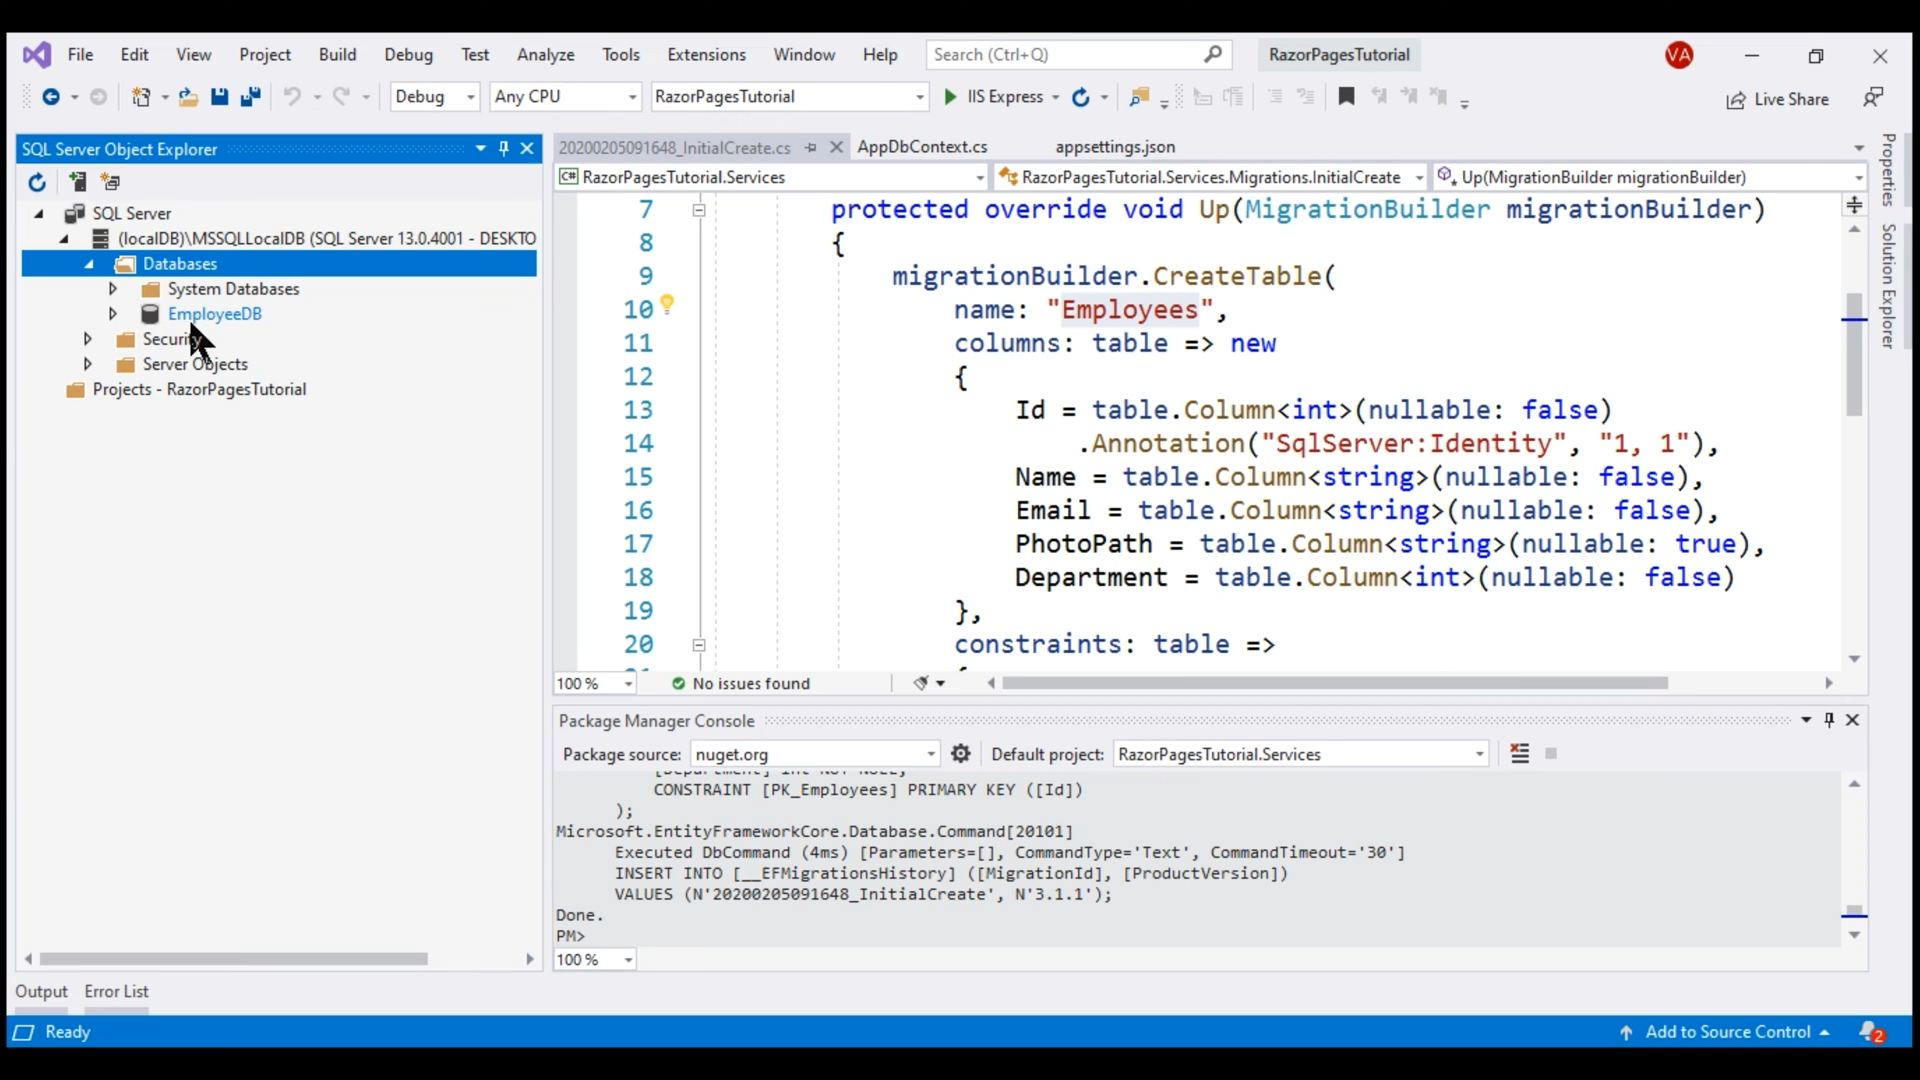 File Edit View Project Build Debug Test Analyze Tools Extensions Window Help Search (Ctrl+Q) RazorPagesTutorial VA
Debug Any CPU RazorPagesTutorial IIS Express Live Share
SQL Server Object Explorer
SQL Server
(localDB)\MSSQLLocalDB (SQL Server 13.0.4001 - DESKTO
Databases
System Databases
EmployeeDB
Security
Server Objects
Projects - RazorPagesTutorial
20200205091648_InitialCreate.cs AppDbContext.cs appsettings.json
C# RazorPagesTutorial.Services RazorPagesTutorial.Services.Migrations.InitialCreate Up(MigrationBuilder migrationBuilder)
7 protected override void Up(MigrationBuilder migrationBuilder)
8 {
9 migrationBuilder.CreateTable(
10 name: "Employees",
11 columns: table => new
12 {
13 Id = table.Column<int>(nullable: false)
14 .Annotation("SqlServer:Identity", "1, 1"),
15 Name = table.Column<string>(nullable: false),
16 Email = table.Column<string>(nullable: false),
17 PhotoPath = table.Column<string>(nullable: true),
18 Department = table.Column<int>(nullable: false)
19 },
20 constraints: table =>
100 % No issues found
Package Manager Console
Package source: nuget.org Default project: RazorPagesTutorial.Services
[Department] int NOT NULL,
CONSTRAINT [PK_Employees] PRIMARY KEY ([Id])
);
Microsoft.EntityFrameworkCore.Database.Command[20101]
Executed DbCommand (4ms) [Parameters=[], CommandType='Text', CommandTimeout='30']
INSERT INTO [__EFMigrationsHistory] ([MigrationId], [ProductVersion])
VALUES (N'20200205091648_InitialCreate', N'3.1.1');
Done.
PM>
100 %
Output Error List
Ready Add to Source Control 2
Properties
Solution Explorer